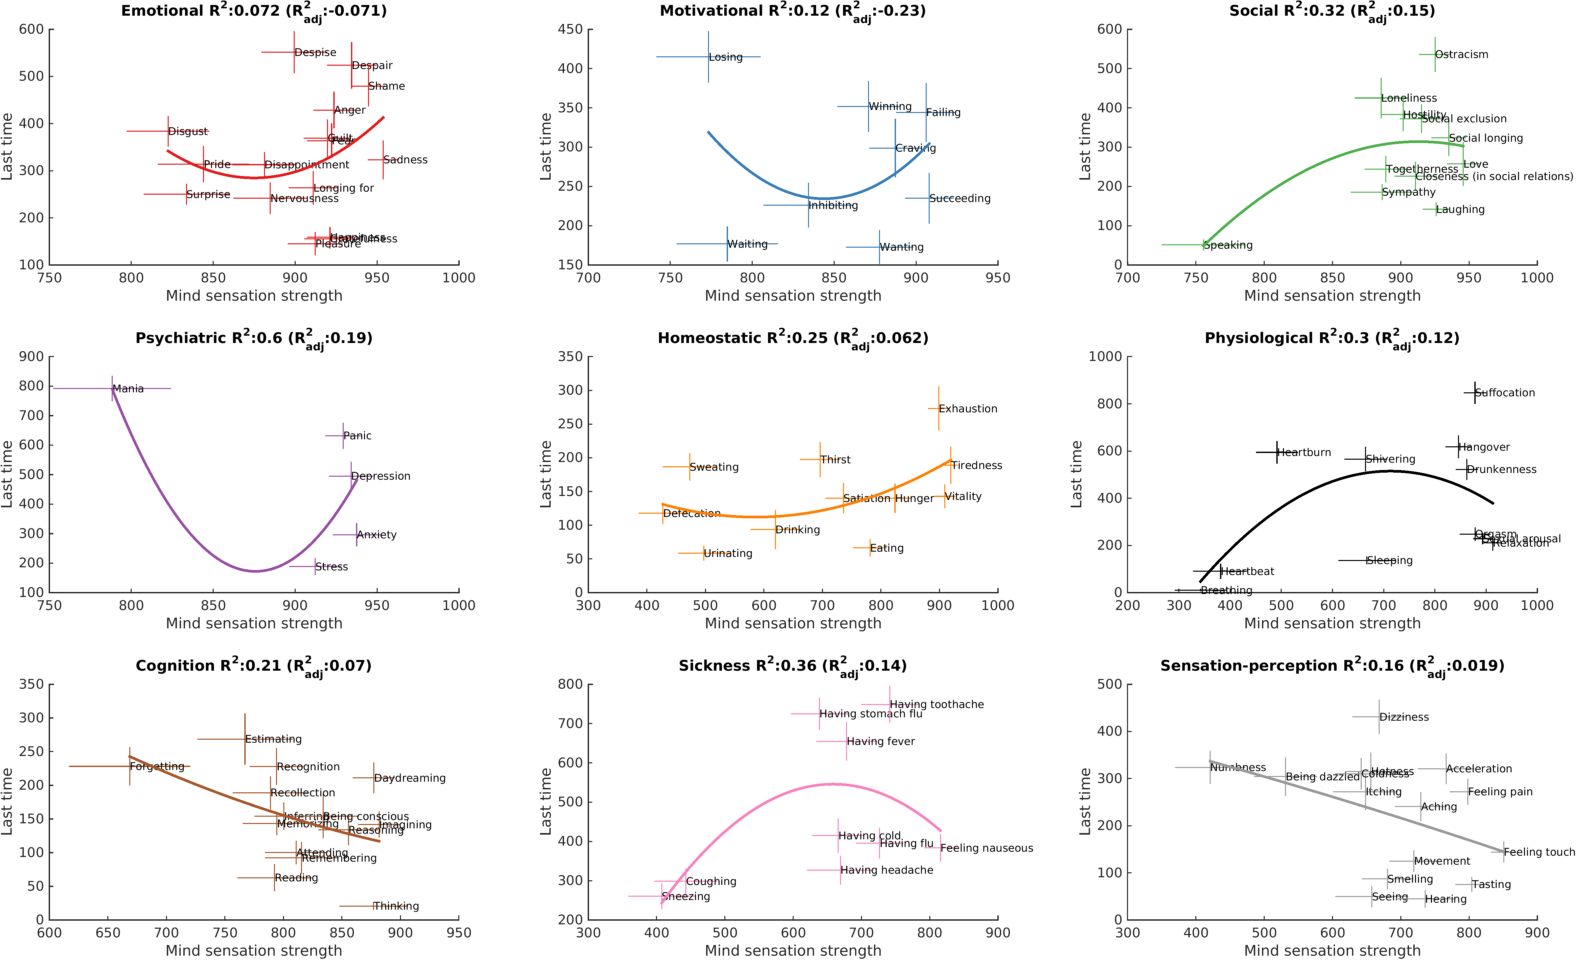 Emotional R²:0.072 (R²adj:-0.071)
600
500
400
300
200
100
750 800 850 900 950 1000
Last time
Mind sensation strength
Despise
Despair
Shame
Anger
Disgust
Guilt
Fear
Pride
Disappointment
Sadness
Longing for
Surprise
Nervousness
Happiness
Pleasure
Motivational R²:0.12 (R²adj:-0.23)
450
400
350
300
250
200
150
700 750 800 850 900 950
Last time
Mind sensation strength
Losing
Winning
Failing
Craving
Inhibiting
Succeeding
Waiting
Wanting
Social R²:0.32 (R²adj:0.15)
600
500
400
300
200
100
0
700 750 800 850 900 950 1000
Last time
Mind sensation strength
Ostracism
Loneliness
Hostility
Social exclusion
Social longing
Love
Togetherness
Closeness (in social relations)
Sympathy
Laughing
Speaking
Psychiatric R²:0.6 (R²adj:0.19)
900
800
700
600
500
400
300
200
100
750 800 850 900 950 1000
Last time
Mind sensation strength
Mania
Panic
Depression
Anxiety
Stress
Homeostatic R²:0.25 (R²adj:0.062)
350
300
250
200
150
100
50
0
300 400 500 600 700 800 900 1000
Last time
Mind sensation strength
Exhaustion
Sweating
Thirst
Tiredness
Satiation
Hunger
Vitality
Defecation
Drinking
Urinating
Eating
Physiological R²:0.3 (R²adj:0.12)
1000
800
600
400
200
0
200 300 400 500 600 700 800 900 1000
Last time
Mind sensation strength
Suffocation
Heartburn
Hangover
Shivering
Drunkenness
Orgasm
Sexual arousal
Relaxation
Sleeping
Heartbeat
Breathing
Cognition R²:0.21 (R²adj:0.07)
350
300
250
200
150
100
50
0
600 650 700 750 800 850 900 950
Last time
Mind sensation strength
Estimating
Forgetting
Recognition
Daydreaming
Recollection
Inferring
Being conscious
Memorizing
Imagining
Reasoning
Attending
Remembering
Reading
Thinking
Sickness R²:0.36 (R²adj:0.14)
800
700
600
500
400
300
200
400 500 600 700 800 900
300
Last time
Mind sensation strength
Having toothache
Having stomach flu
Having fever
Having cold
Having flu
Feeling nauseous
Having headache
Coughing
Sneezing
Sensation-perception R²:0.16 (R²adj:0.019)
500
400
300
200
100
0
300 400 500 600 700 800 900
Last time
Mind sensation strength
Dizziness
Numbness
Being dazzled
Hotness
Coldness
Acceleration
Itching
Feeling pain
Aching
Feeling touch
Movement
Smelling
Tasting
Seeing
Hearing